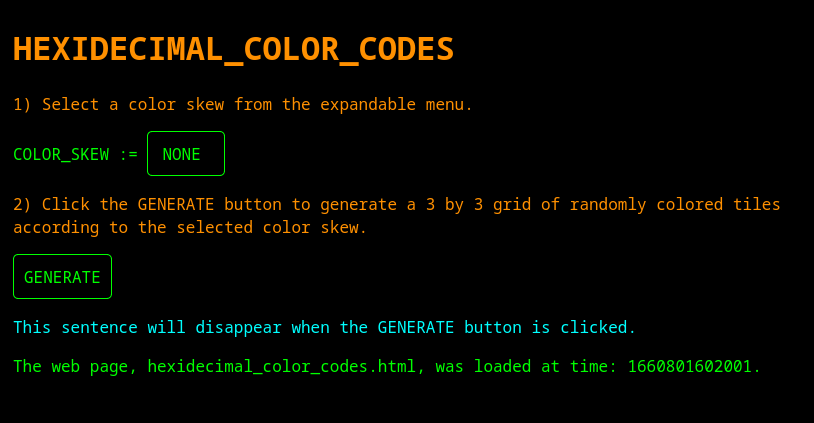 HEXIDECIMAL_COLOR_CODES
1) Select a color skew from the expandable menu.
COLOR_SKEW := NONE
2) Click the GENERATE button to generate a 3 by 3 grid of randomly colored tiles
according to the selected color skew.
GENERATE
This sentence will disappear when the GENERATE button is clicked.
The web page, hexidecimal_color_codes.html, was loaded at time: 1660801602001.